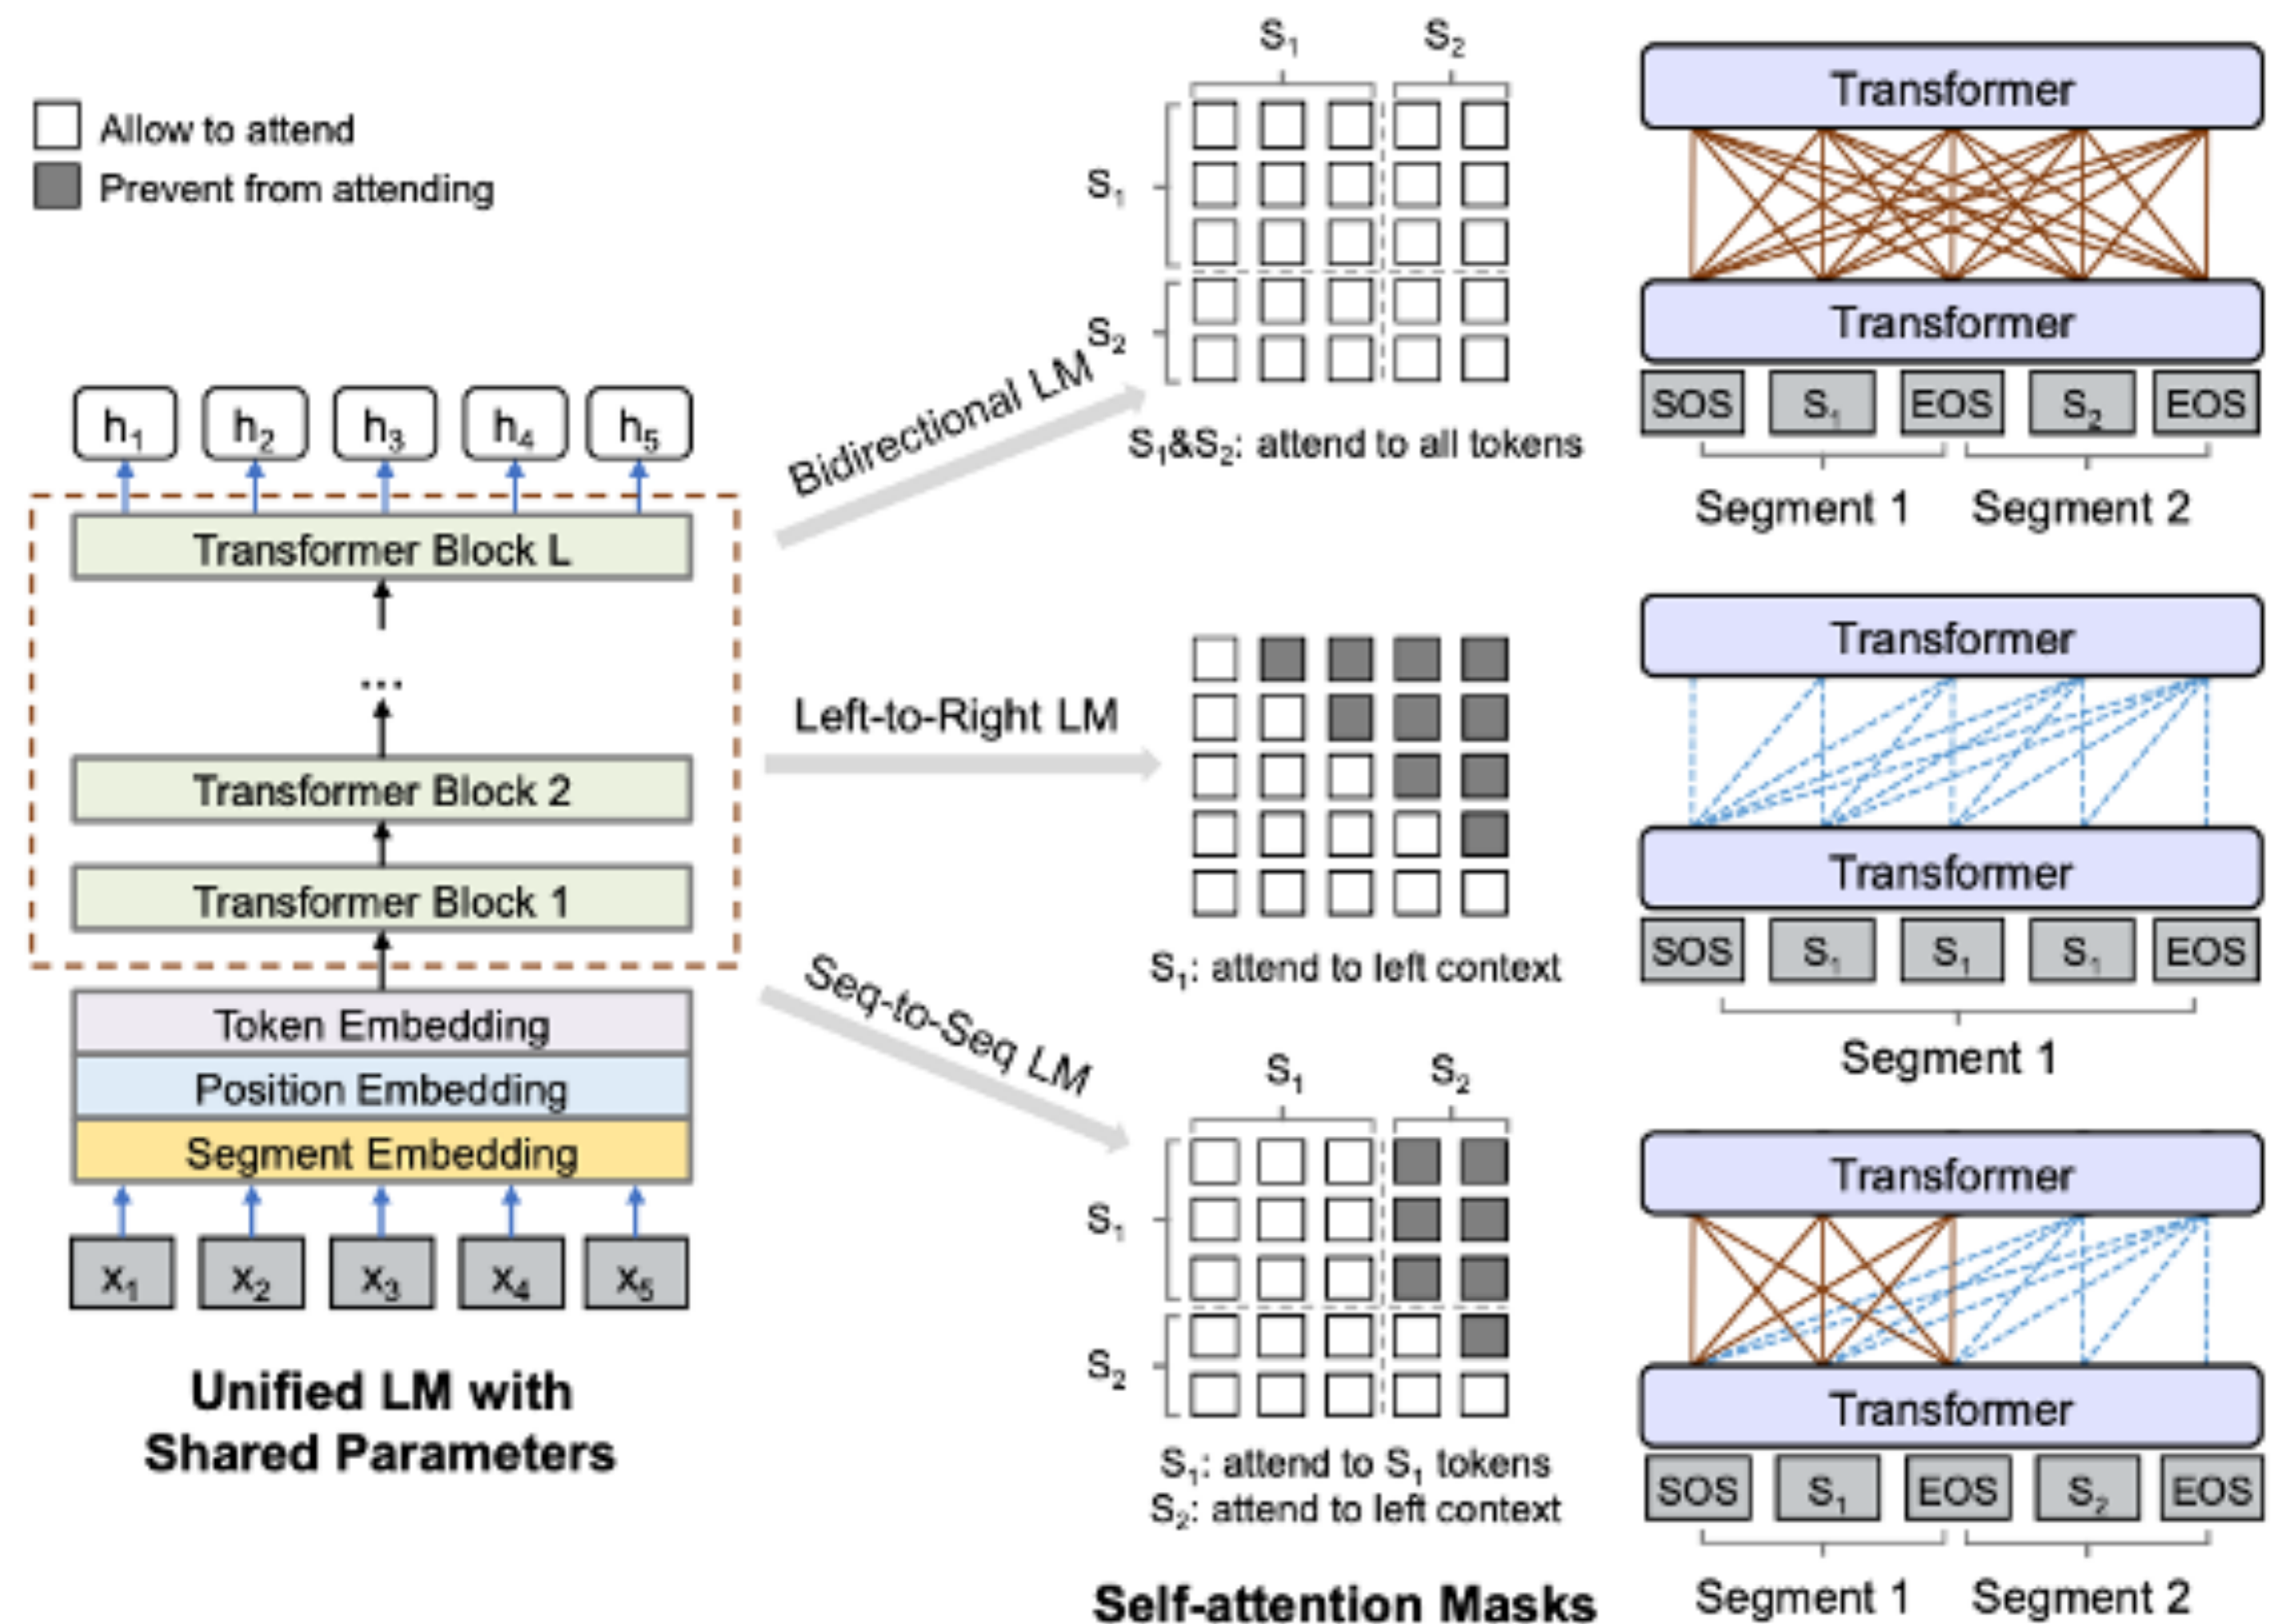 Allow to attend
Prevent from attending
h1 h2 h3 h4 h5
Transformer Block L
...
Transformer Block 2
Transformer Block 1
Token Embedding
Position Embedding
Segment Embedding
x1 x2 x3 x4 x5
Unified LM with
Shared Parameters
Bidirectional LM
Left-to-Right LM
Seq-to-Seq LM
S1 S2
S1
S2
S1&S2: attend to all tokens
S1: attend to left context
S1 S2
S1
S2
S1: attend to S1 tokens
S2: attend to left context
Self-attention Masks
Transformer
Transformer
SOS S1 EOS S2 EOS
Segment 1 Segment 2
Transformer
Transformer
SOS S1 S1 S1 EOS
Segment 1
Transformer
Transformer
SOS S1 EOS S2 EOS
Segment 1 Segment 2